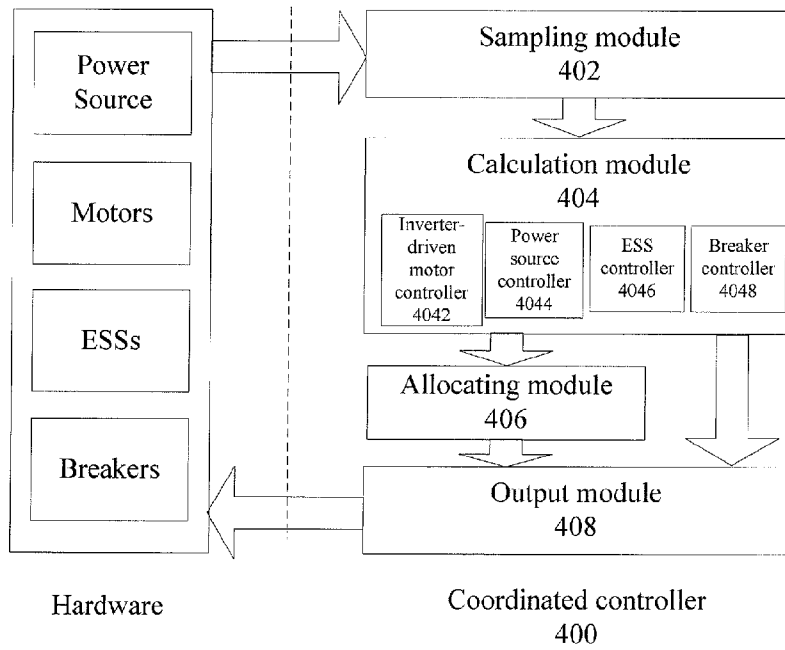 Power
Source
Motors
ESSs
Breakers
Hardware
Sampling module
402
Calculation module
404
Inverter-
driven
motor
controller
4042
Power
source
controller
4044
ESS
controller
4046
Breaker
controller
4048
Allocating module
406
Output module
408
Coordinated controller
400